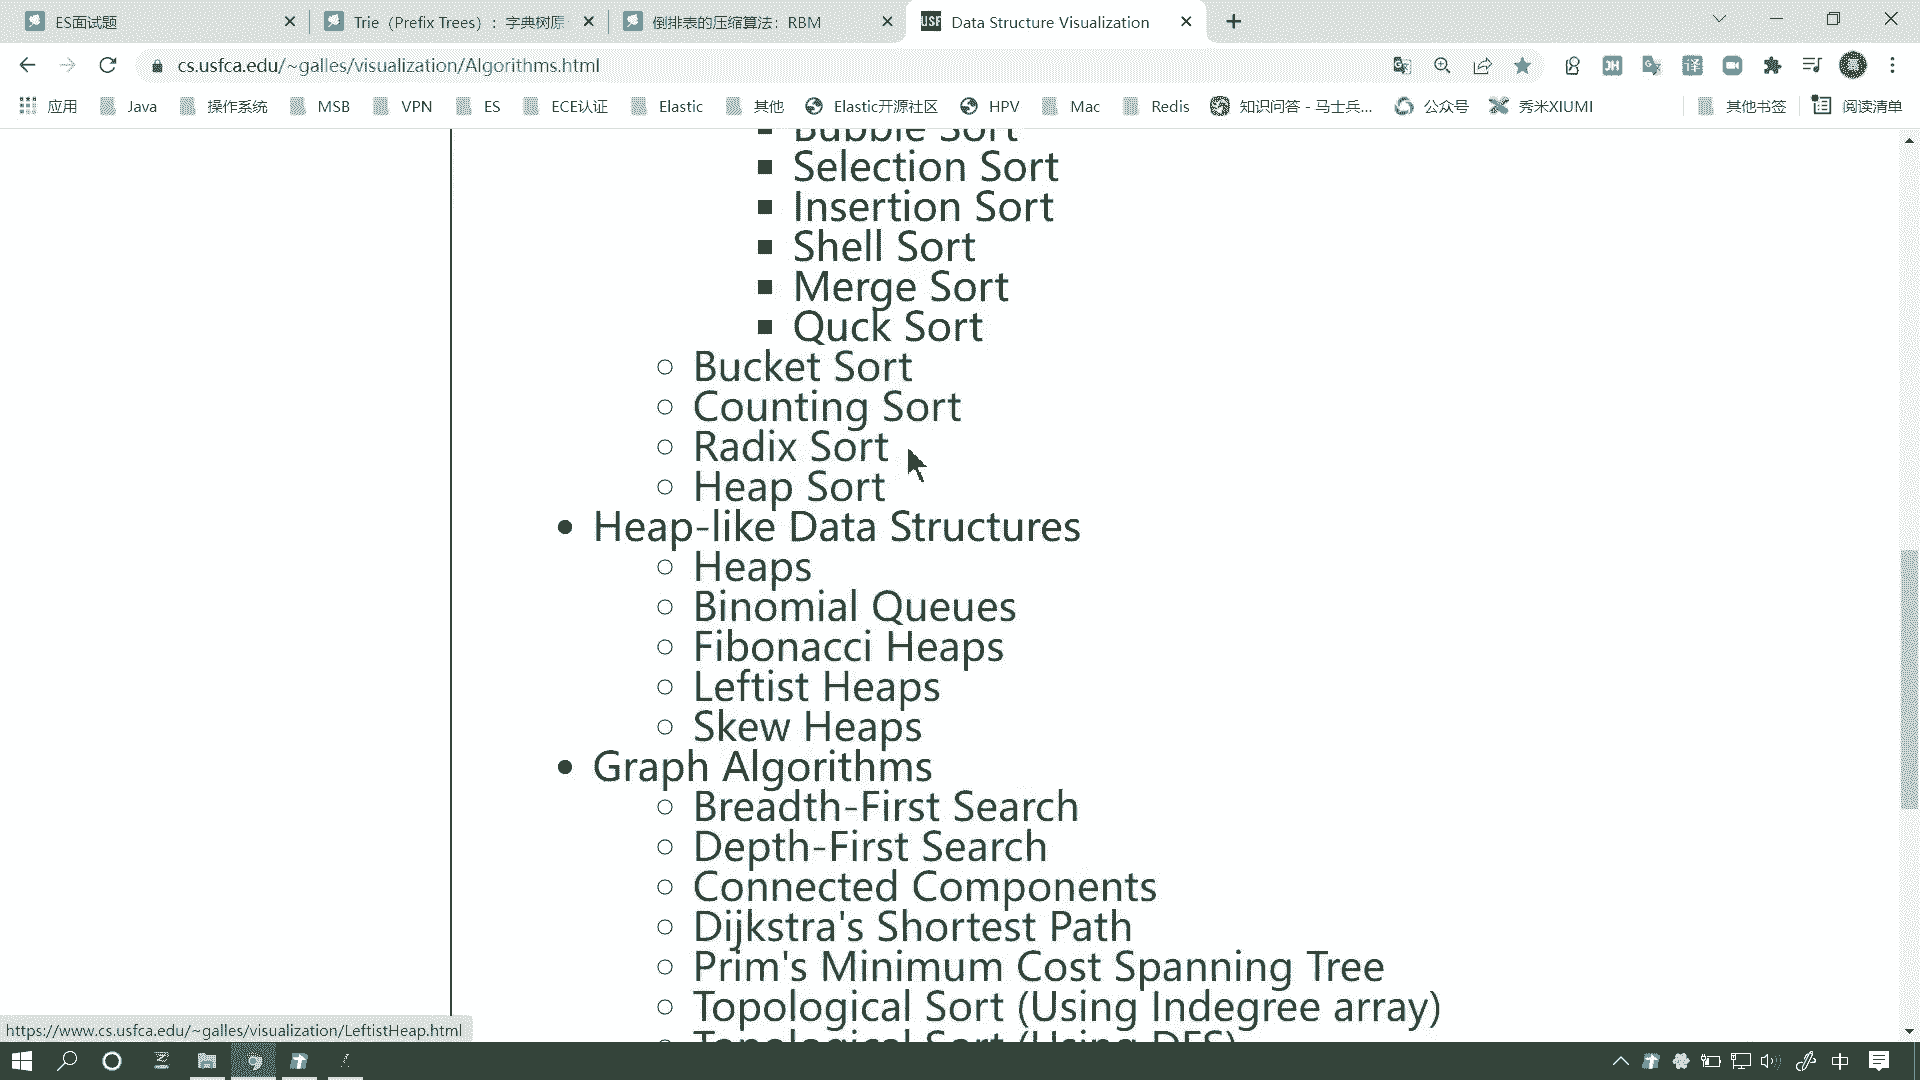 ES面试题
Trie（Prefix Trees）：字典树原
倒排表的压缩算法：RBM
USF Data Structure Visualization
cs.usfca.edu/~galles/visualization/Algorithms.html
应用 Java 操作系统 MSB VPN ES ECE认证 Elastic 其他 Elastic开源社区 HPV Mac Redis 知识问答 - 马士兵... 公众号 秀米XIUMI 其他书签 阅读清单
Bubble Sort
Selection Sort
Insertion Sort
Shell Sort
Merge Sort
Quck Sort
Bucket Sort
Counting Sort
Radix Sort
Heap Sort
Heap-like Data Structures
Heaps
Binomial Queues
Fibonacci Heaps
Leftist Heaps
Skew Heaps
Graph Algorithms
Breadth-First Search
Depth-First Search
Connected Components
Dijkstra's Shortest Path
Prim's Minimum Cost Spanning Tree
Topological Sort (Using Indegree array)
Topological Sort (Using DFS)
https://www.cs.usfca.edu/~galles/visualization/LeftistHeap.html
中